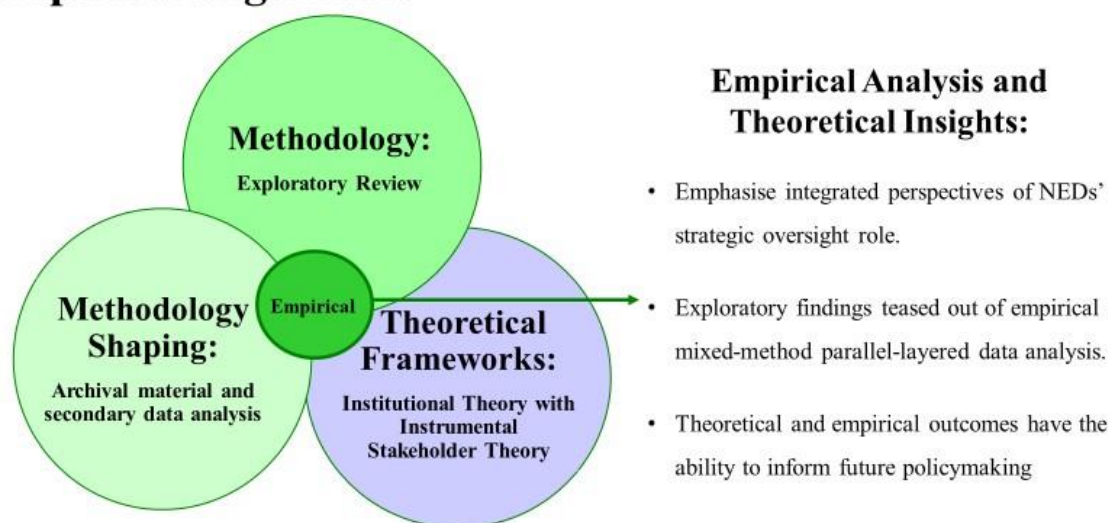 Methodology:
Exploratory Review
Methodology
Shaping:
Archival material and
secondary data analysis
Empirical
Theoretical
Frameworks:
Institutional Theory with
Instrumental
Stakeholder Theory
Empirical Analysis and
Theoretical Insights:
• Emphasise integrated perspectives of NEDs'
strategic oversight role.
• Exploratory findings teased out of empirical
mixed-method parallel-layered data analysis.
• Theoretical and empirical outcomes have the
ability to inform future policymaking